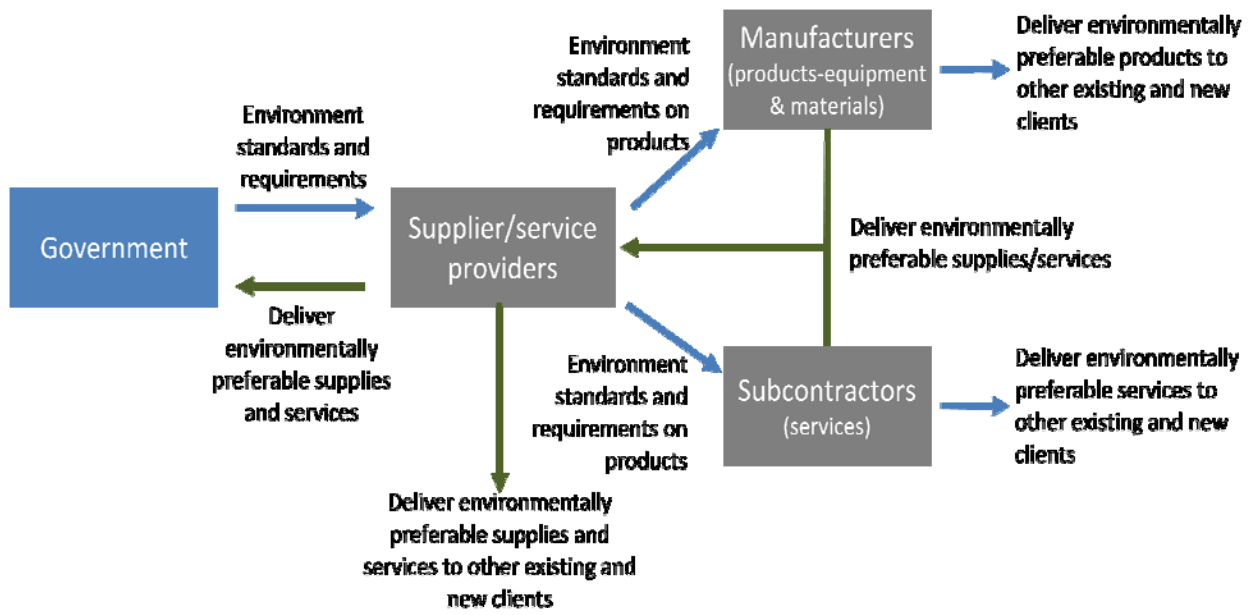 Environment
standards and
requirements
Government
Deliver
environmentally
preferable supplies
and services
Supplier/service
providers
Environment
standards and
requirements on
products
Manufacturers
(products-equipment
& materials)
Deliver environmentally
preferable products to
other existing and new
clients
Deliver environmentally
preferable supplies/services
Environment
standards and
requirements on
products
Subcontractors
(services)
Deliver environmentally
preferable services to
other existing and new
clients
Deliver environmentally
preferable supplies and
services to other existing and
new clients